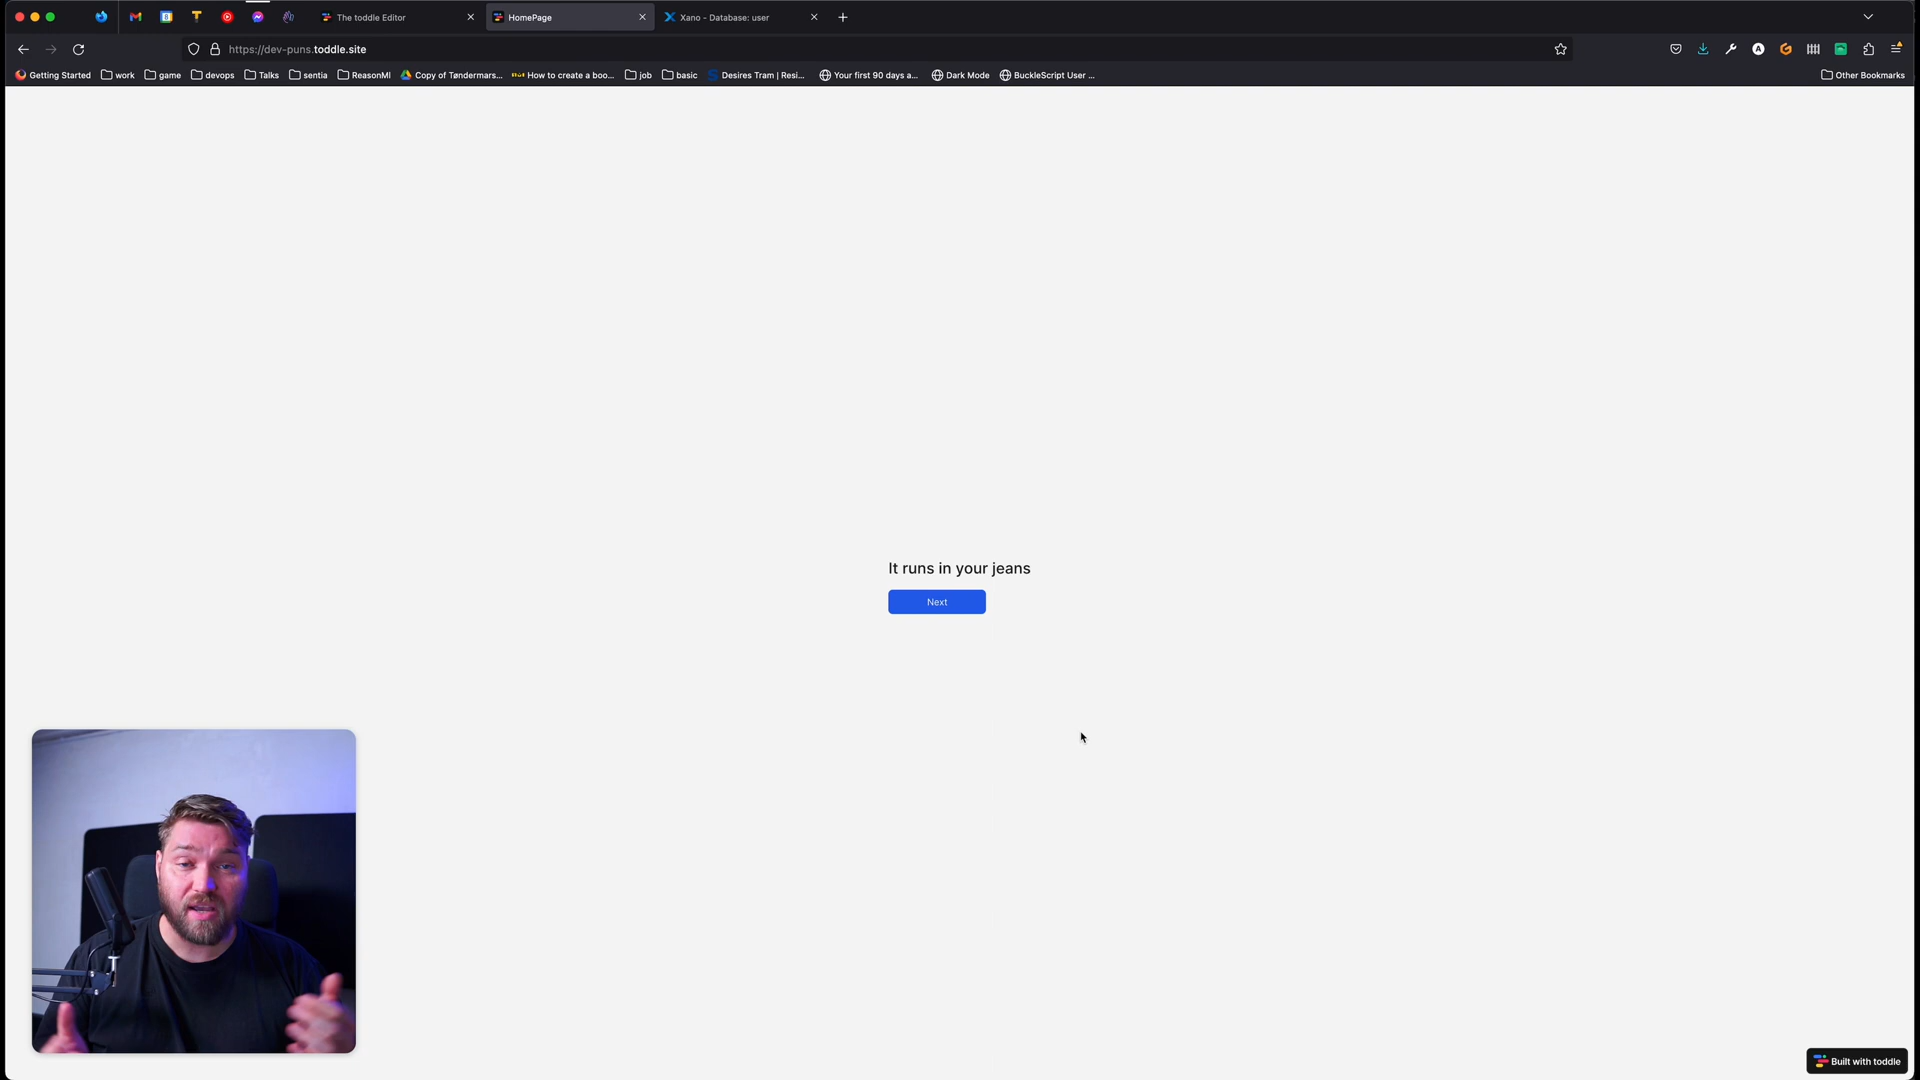 The toddle Editor
HomePage
Xano - Database: user
https://dev-puns.toddle.site
Getting Started
work
game
devops
Talks
sentia
ReasonMl
Copy of Tøndermars...
How to create a boo...
job
basic
Desires Tram | Resi...
Your first 90 days a...
Dark Mode
BuckleScript User ...
Other Bookmarks
It runs in your jeans
Next
Built with toddle